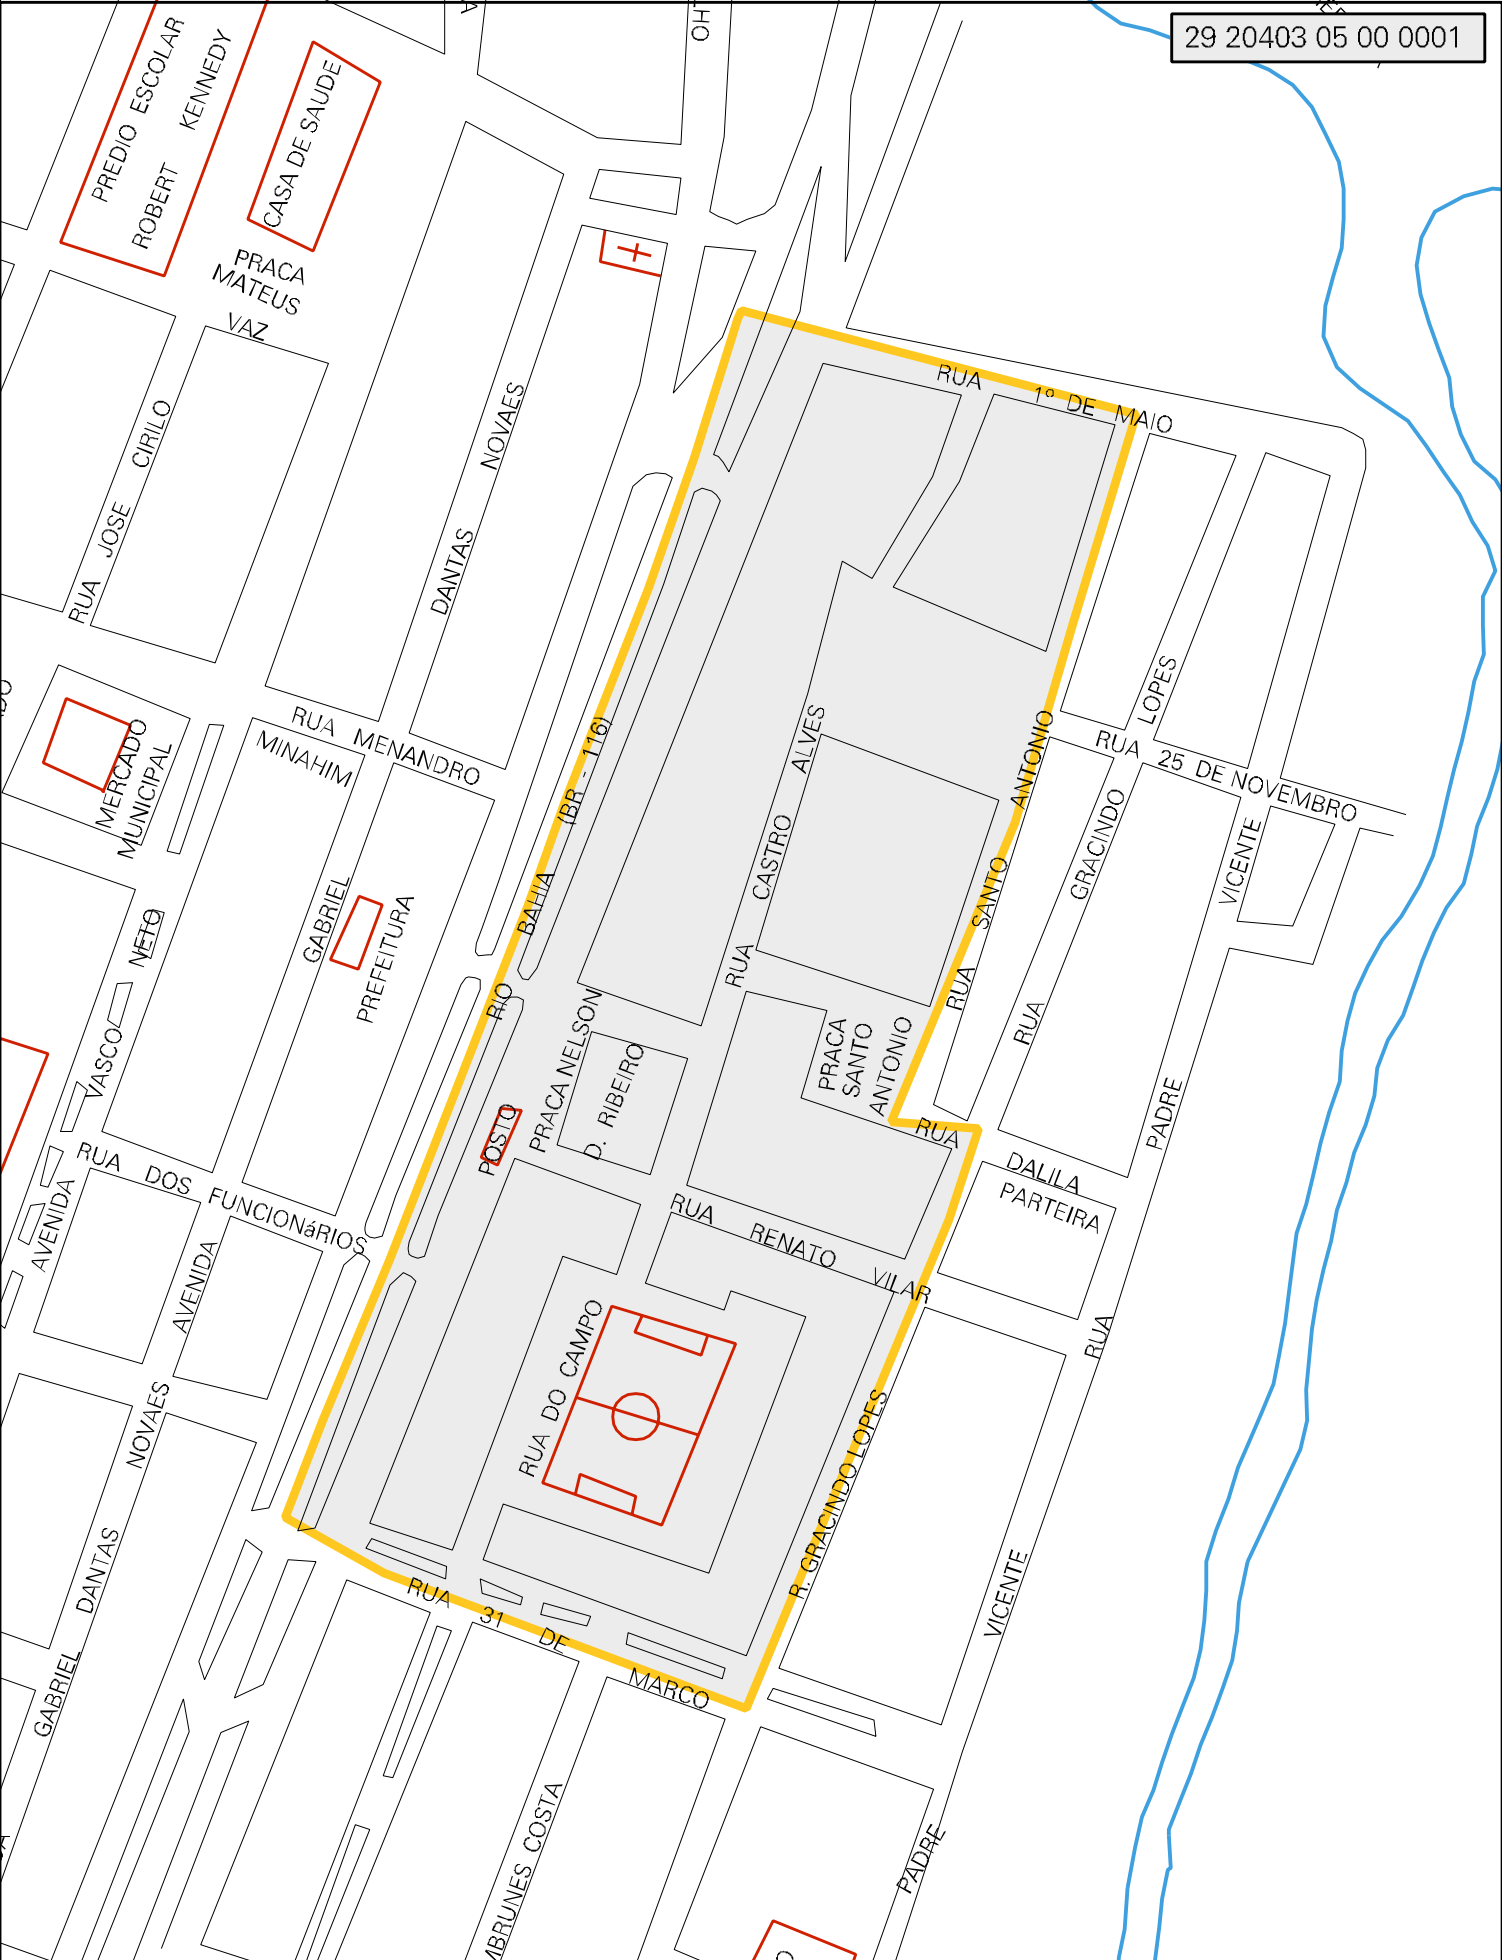 29 20403 05 00 0001
PREDIO ESCOLAR
ROBERT KENNEDY
CASA DE SAUDE
PRACA
MATEUS
VAZ
RUA 1º DE MAIO
RUA JOSE CIRILO
DANTAS NOVAES
MERCADO
MUNICIPAL
RUA MENANDRO
MINAHIM
RIO BAHIA (BR - 116)
RUA CASTRO ALVES
RUA SANTO ANTONIO
RUA GRACINDO LOPES
RUA 25 DE NOVEMBRO
RUA PADRE VICENTE
GABRIEL
PREFEITURA
AVENIDA VASCO NETO
PRACA NELSON
D. RIBEIRO
POSTO
PRACA
SANTO
ANTONIO
RUA DALILA
PARTEIRA
RUA DOS FUNCIONáRIOS
AVENIDA
RUA RENATO VILAR
RUA DO CAMPO
R. GRACINDO LOPES
GABRIEL DANTAS NOVAES
RUA 31 DE MARCO
PADRE VICENTE
MBRUNES COSTA